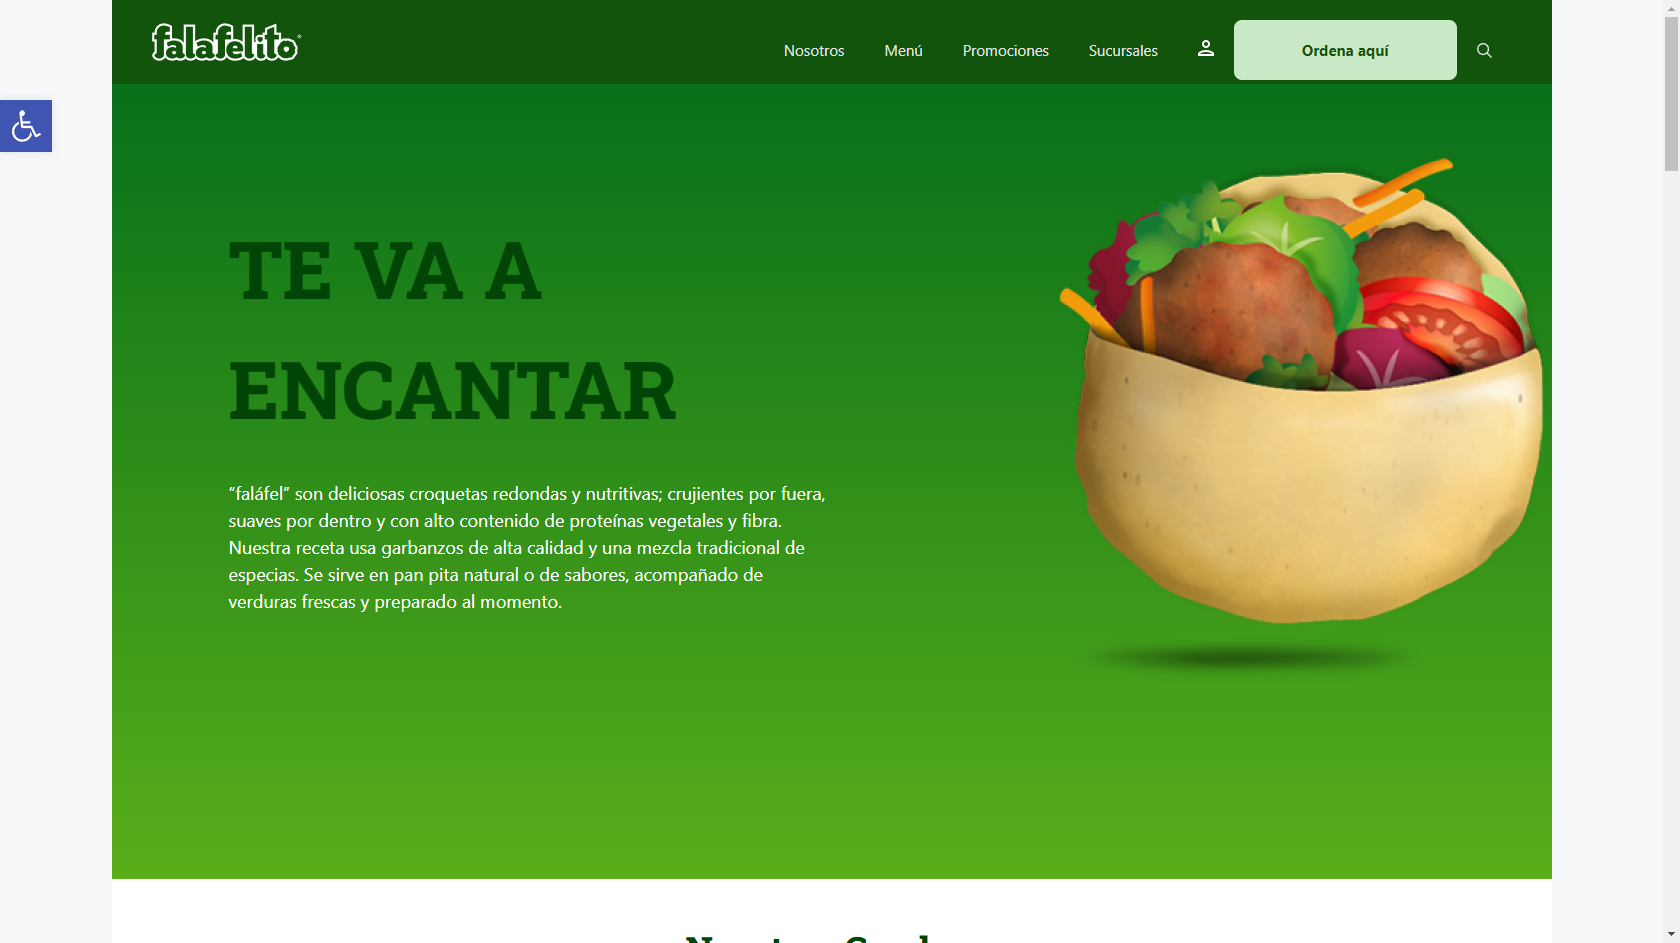 falafelito
Nosotros
Menú
Promociones
Sucursales
Ordena aquí
TE VA A
ENCANTAR
“faláfel” son deliciosas croquetas redondas y nutritivas; crujientes por fuera,
suaves por dentro y con alto contenido de proteínas vegetales y fibra.
Nuestra receta usa garbanzos de alta calidad y una mezcla tradicional de
especias. Se sirve en pan pita natural o de sabores, acompañado de
verduras frescas y preparado al momento.